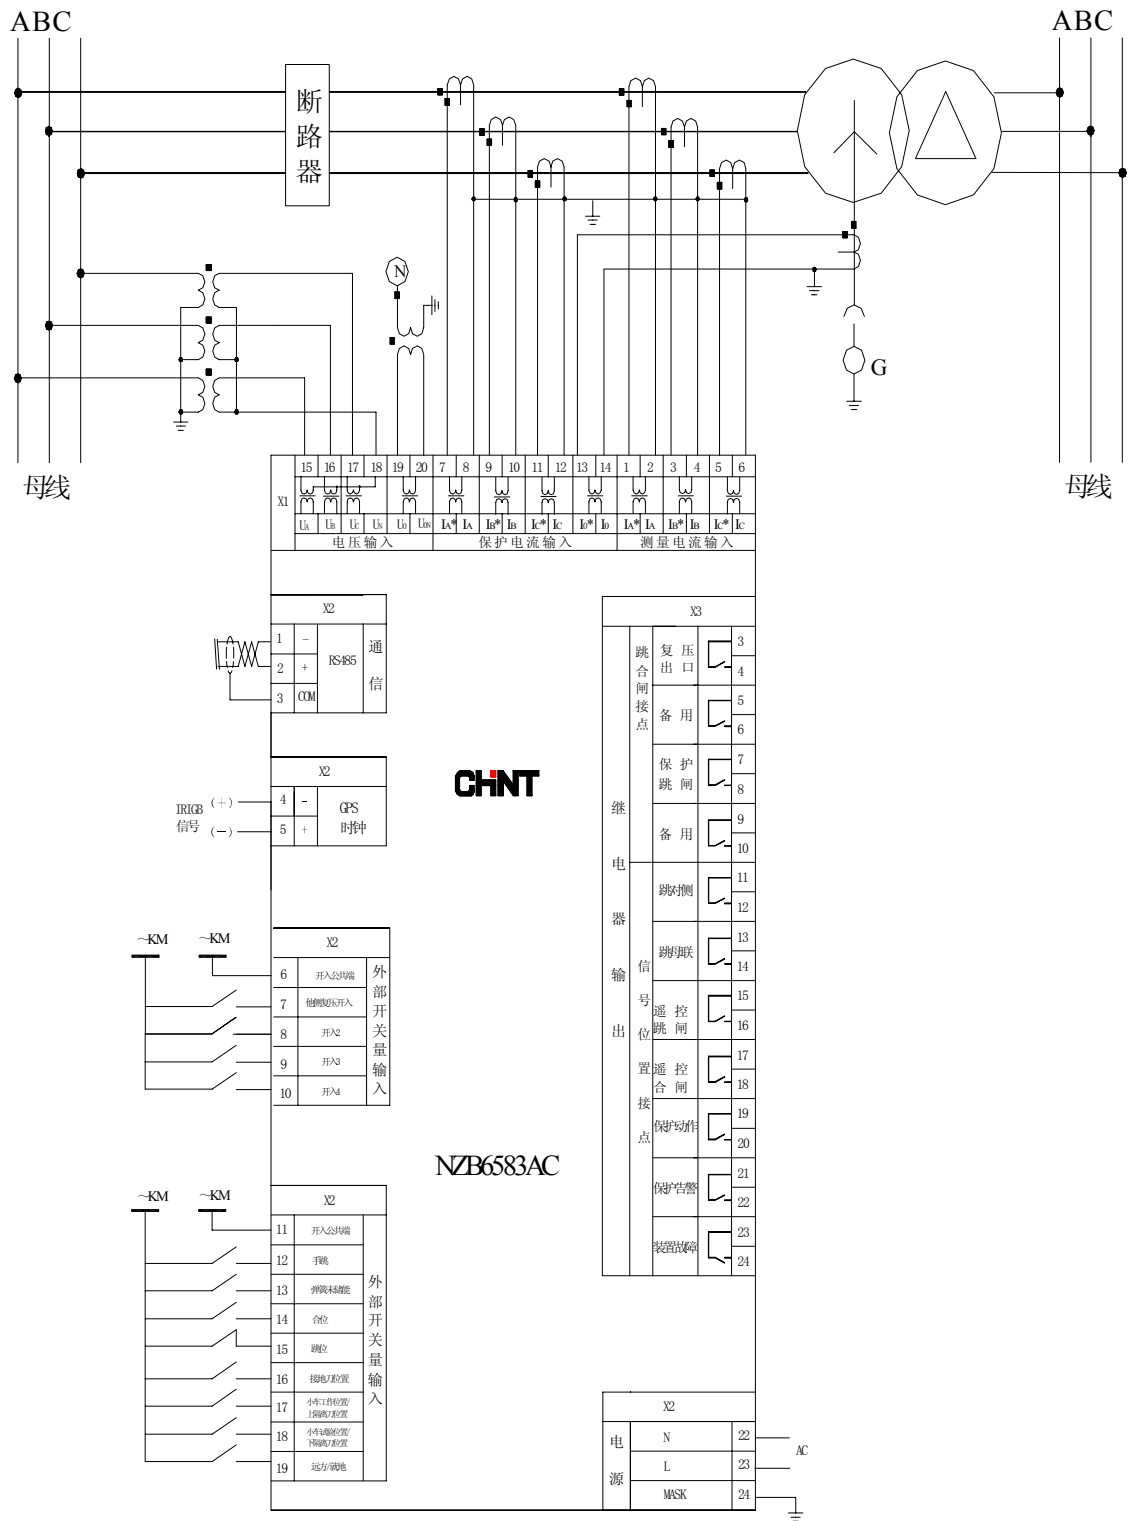 ABC
ABC
断路器
N
G
母线
母线
X1
15 16 17 18 19 20 7 8 9 10 11 12 13 14 1 2 3 4 5 6
UA UB UC UN U0 U0N IA* IA IB* IB IC* IC I0* I0 IA* IA IB* IB IC* IC
电压输入 保护电流输入 测量电流输入
X2
1 -
2 +
3 COM
RS485
通信
X2
4 -
5 +
GPS
时钟
IRIGB
信号
(+)
(-)
CHNT
~KM ~KM
X2
6 开入公共端
7 他侧复压开入
8 开入2
9 开入3
10 开入4
外部开关量输入
NZB6583AC
~KM ~KM
X2
11 开入公共端
12 手跳
13 弹簧未储能
14 合位
15 跳位
16 接地刀位置
17 小车工作位置/
上隔离刀位置
18 小车试验位置/
下隔离刀位置
19 远方/就地
外部开关量输入
X3
继电器输出
跳合闸接点
复压
出口
3
4
备用
5
6
保护
跳闸
7
8
备用
9
10
信号位置接点
跳对侧
11
12
跳母联
13
14
遥控
跳闸
15
16
遥控
合闸
17
18
保护动作
19
20
保护告警
21
22
装置故障
23
24
X2
电源
N 22
L 23
MASK 24
AC